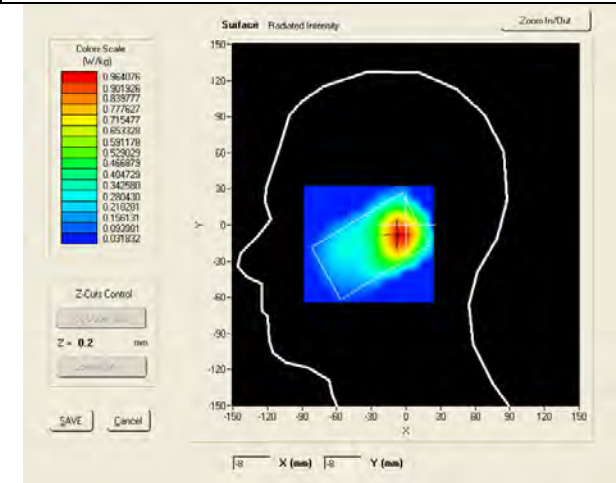 Surface Radiated Intensity
Zoom In/Out
Colors Scale
(W/kg)
0.964076
0.901926
0.839777
0.777627
0.715477
0.653328
0.591178
0.529029
0.466879
0.404729
0.342580
0.280430
0.218281
0.156131
0.093981
0.031832
150
120
90
60
30
0
-30
-60
-90
-120
-150
Y
-150 -120 -90 -60 -30 0 30 60 90 120 150
X
Z-Cuts Control
Z = 0.2 mm
SAVE Cancel
-8 X (mm) -8 Y (mm)